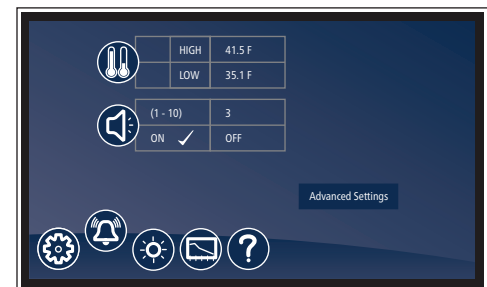 HIGH 41.5 F
LOW 35.1 F
(1 - 10) 3
ON ✓ OFF
Advanced Settings
?